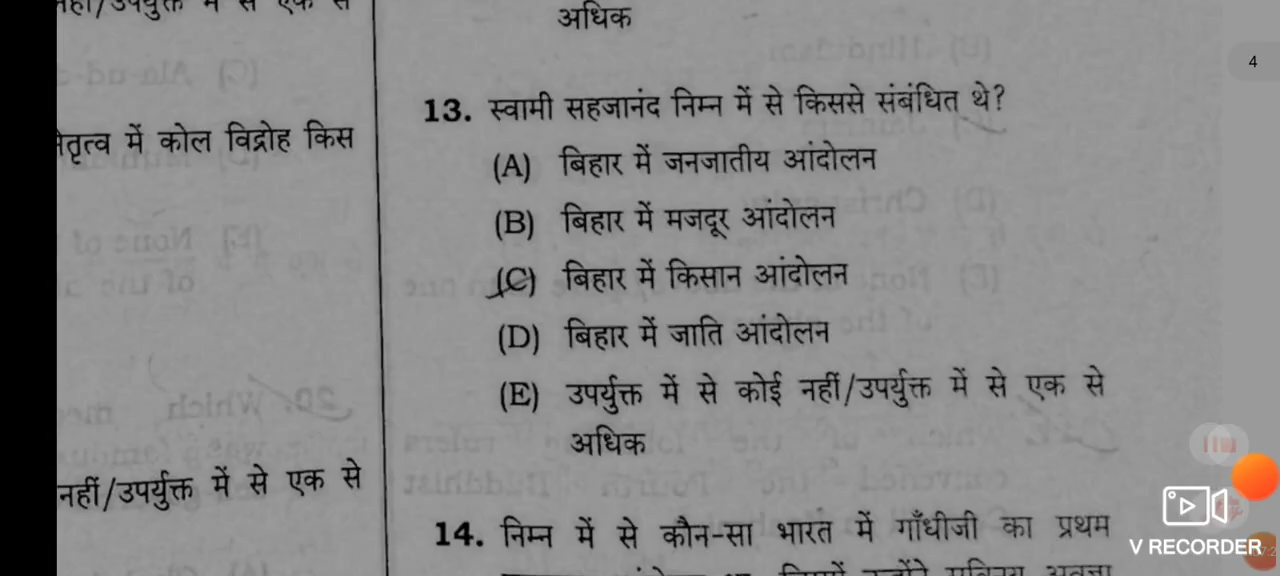 अधिक
4
13. स्वामी सहजानंद निम्न में से किससे संबंधित थे?
नेतृत्व में कोल विद्रोह किस
(A) बिहार में जनजातीय आंदोलन
(B) बिहार में मजदूर आंदोलन
(C) बिहार में किसान आंदोलन
(D) बिहार में जाति आंदोलन
(E) उपर्युक्त में से कोई नहीं/उपर्युक्त में से एक से
अधिक
नहीं/उपर्युक्त में से एक से
14. निम्न में से कौन-सा भारत में गाँधीजी का प्रथम
V RECORDER